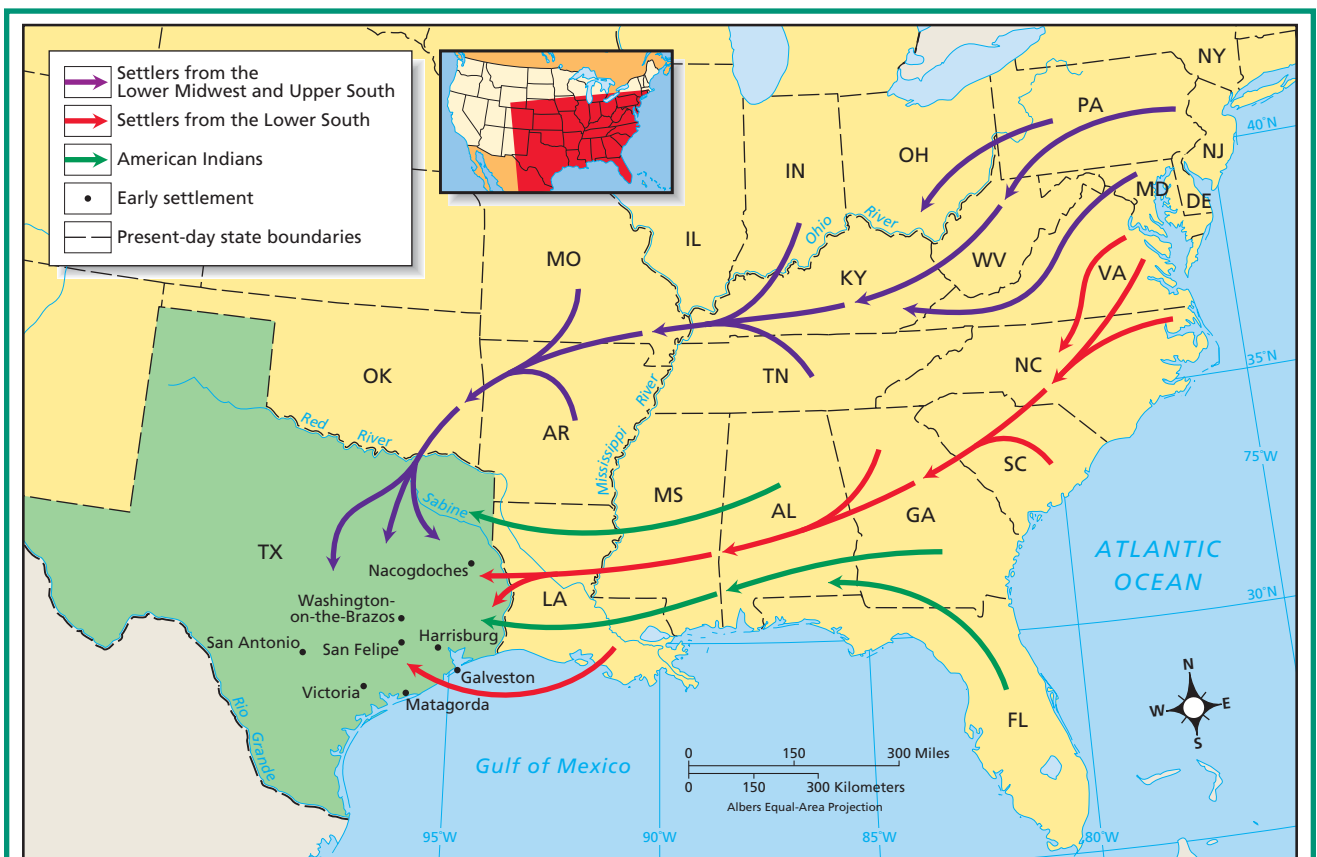 Settlers from the
Lower Midwest and Upper South
Settlers from the Lower South
American Indians
Early settlement
Present-day state boundaries
NY
PA
40°N
NJ
OH
IN
MD
DE
IL
Ohio
River
WV
MO
KY
VA
35°N
NC
TN
OK
River
Mississippi
Red
River
AR
75°W
SC
MS
Sabine
AL
GA
TX
ATLANTIC
OCEAN
Nacogdoches
30°N
LA
Washington-
on-the-Brazos
San Antonio
San Felipe
Harrisburg
Galveston
Victoria
Matagorda
Rio
Grande
FL
N
W
E
S
Gulf of Mexico
0 150 300 Miles
0 150 300 Kilometers
Albers Equal-Area Projection
95°W
90°W
85°W
80°W